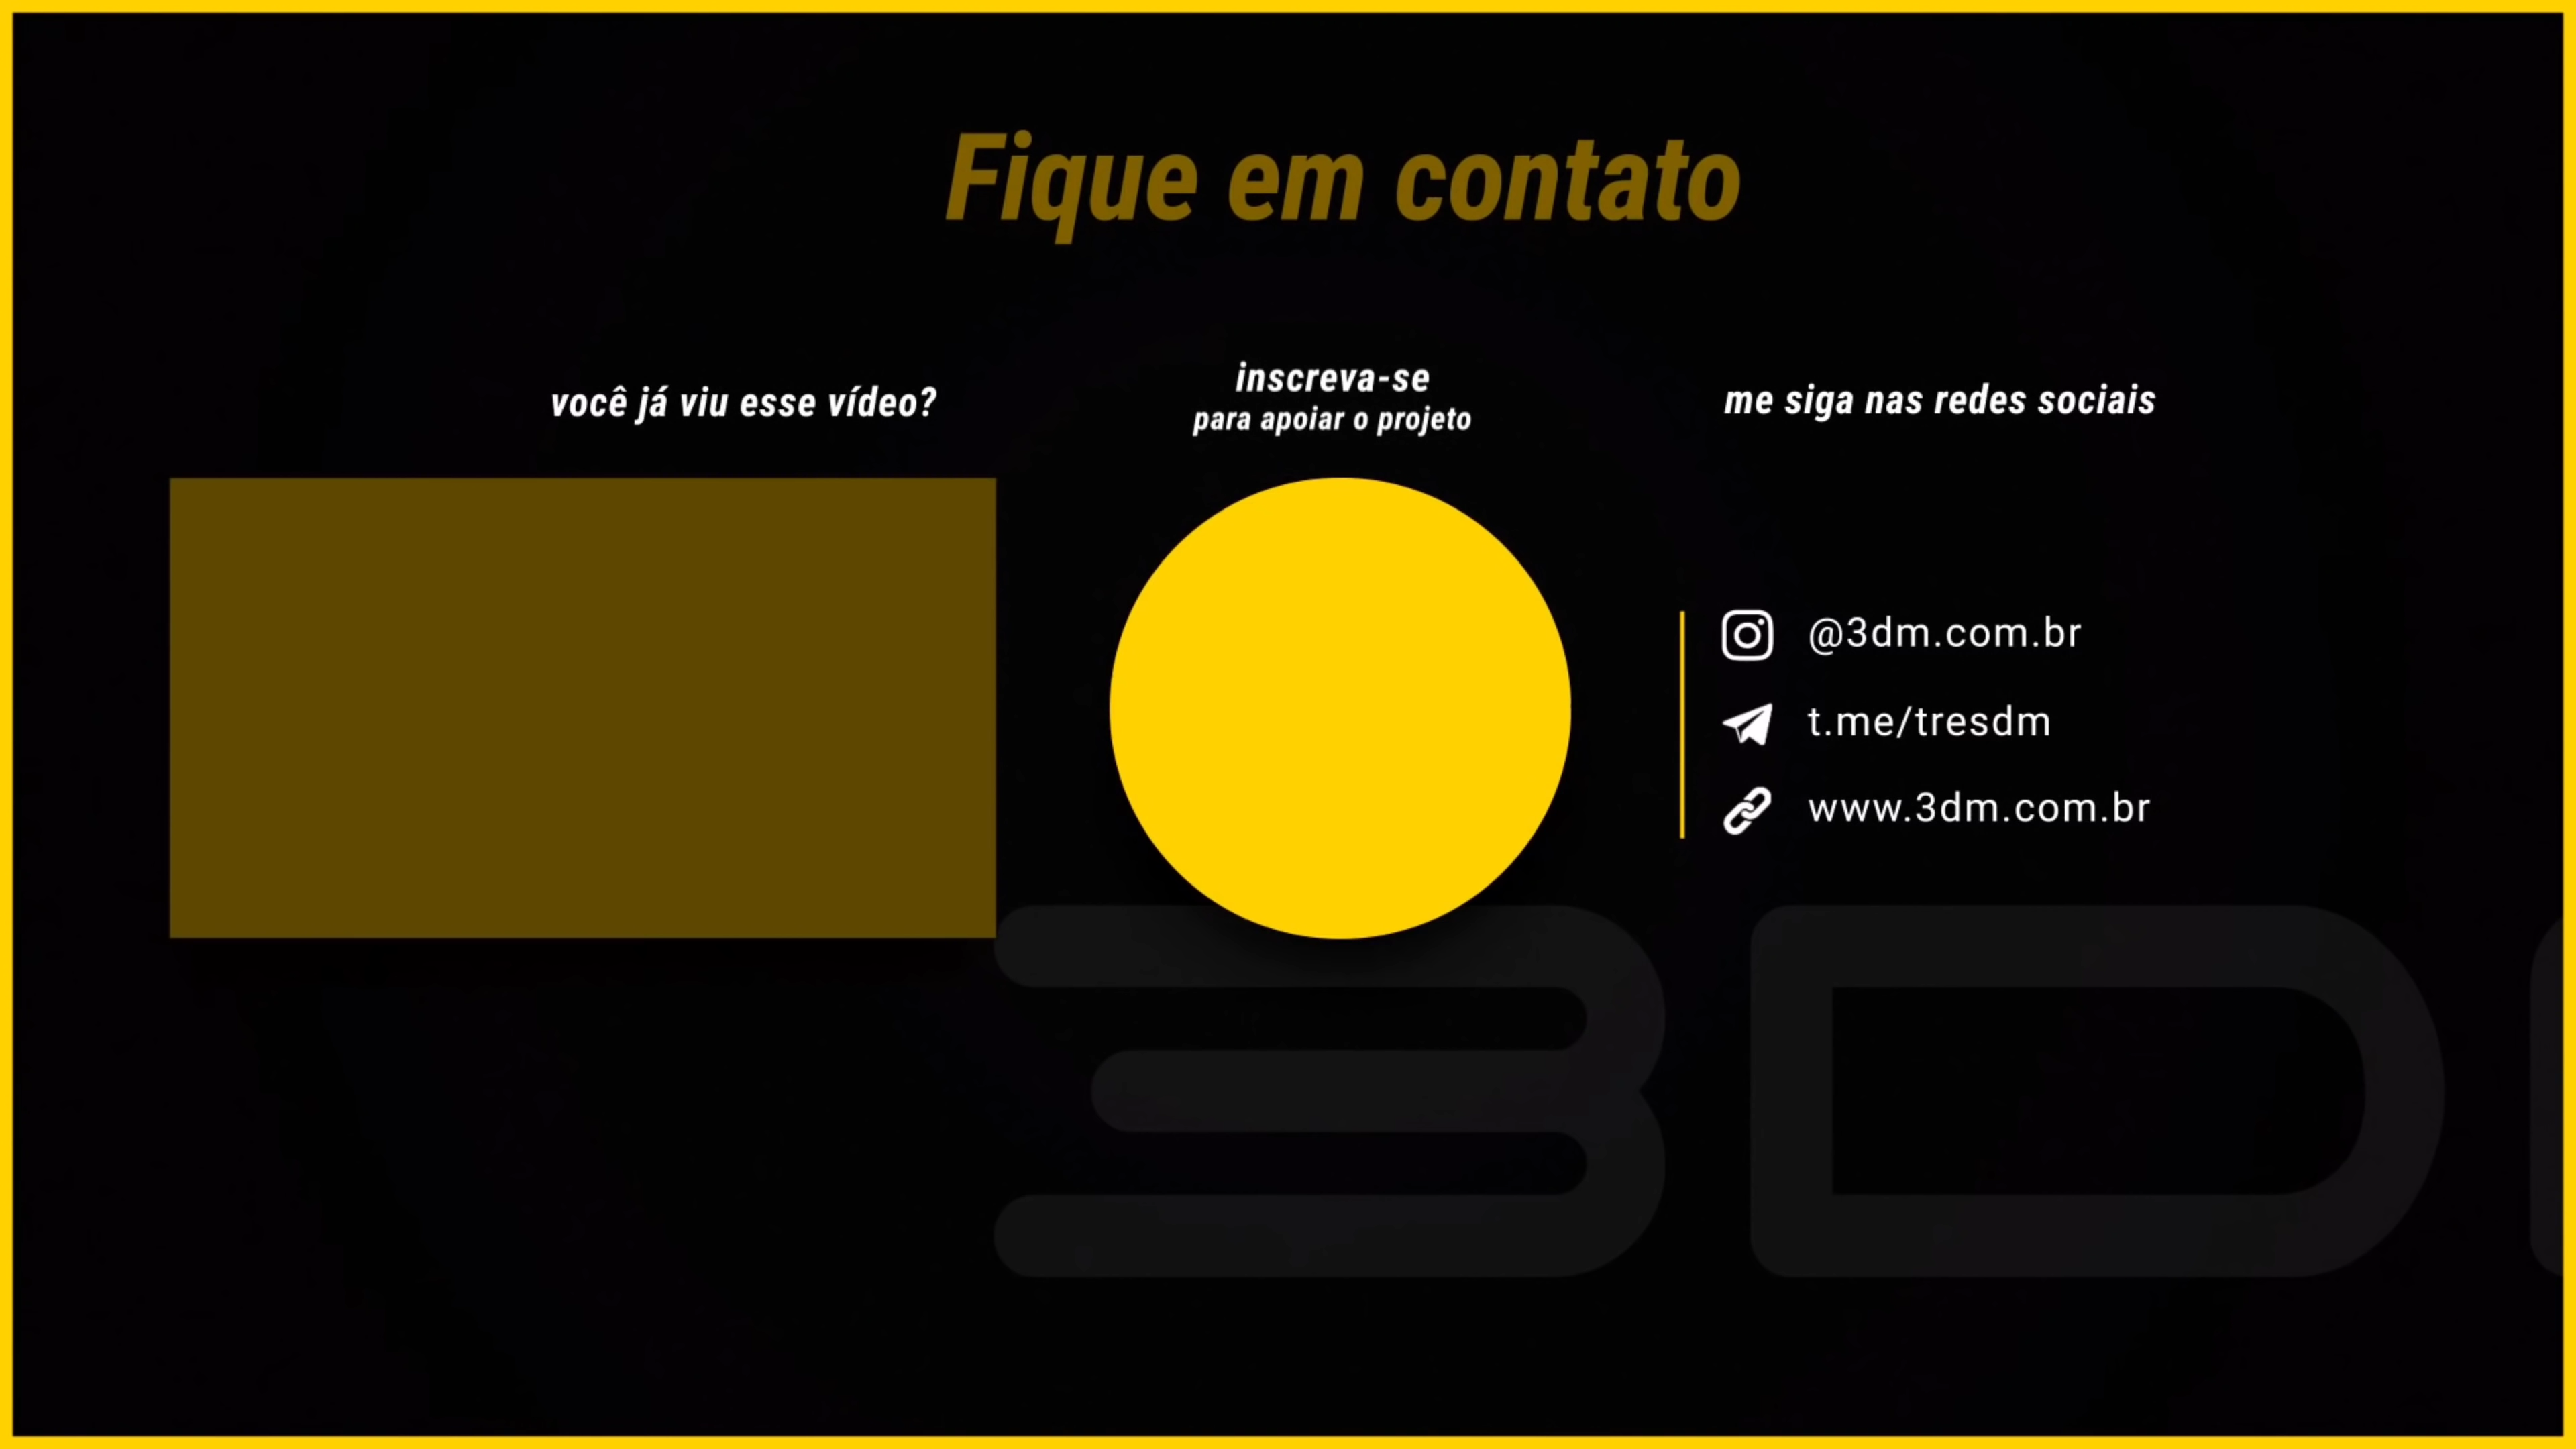 Fique em contato
você já viu esse vídeo?
inscreva-se
para apoiar o projeto
me siga nas redes sociais
@3dm.com.br
t.me/tresdm
www.3dm.com.br
3D